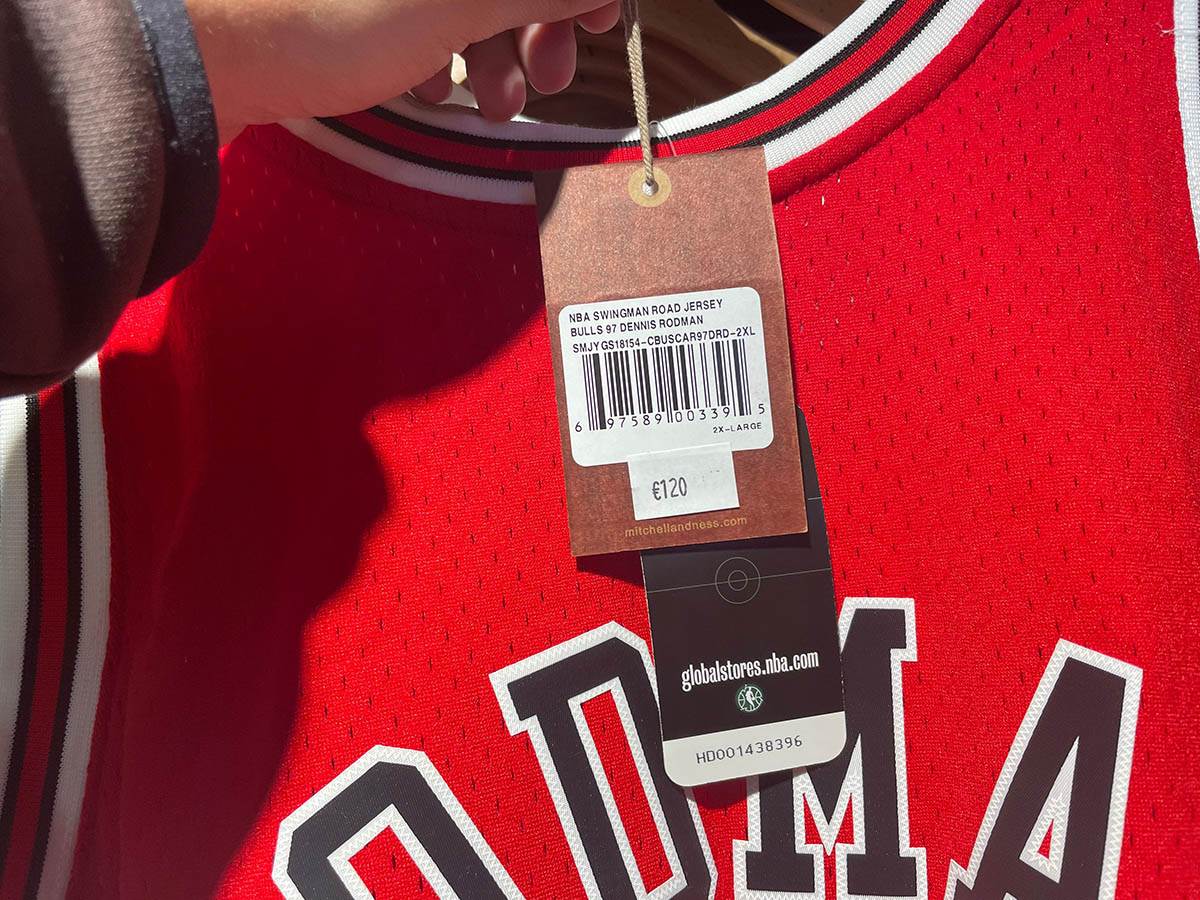 NBA SWINGMAN ROAD JERSEY
BULLS 97 DENNIS RODMAN
SMJYGS18154-CBUSCAR97DRD-2XL
6 97589 00339 5
2X-LARGE
€120
mitchellandness.com
globalstores.nba.com
HD001438396
ODMA